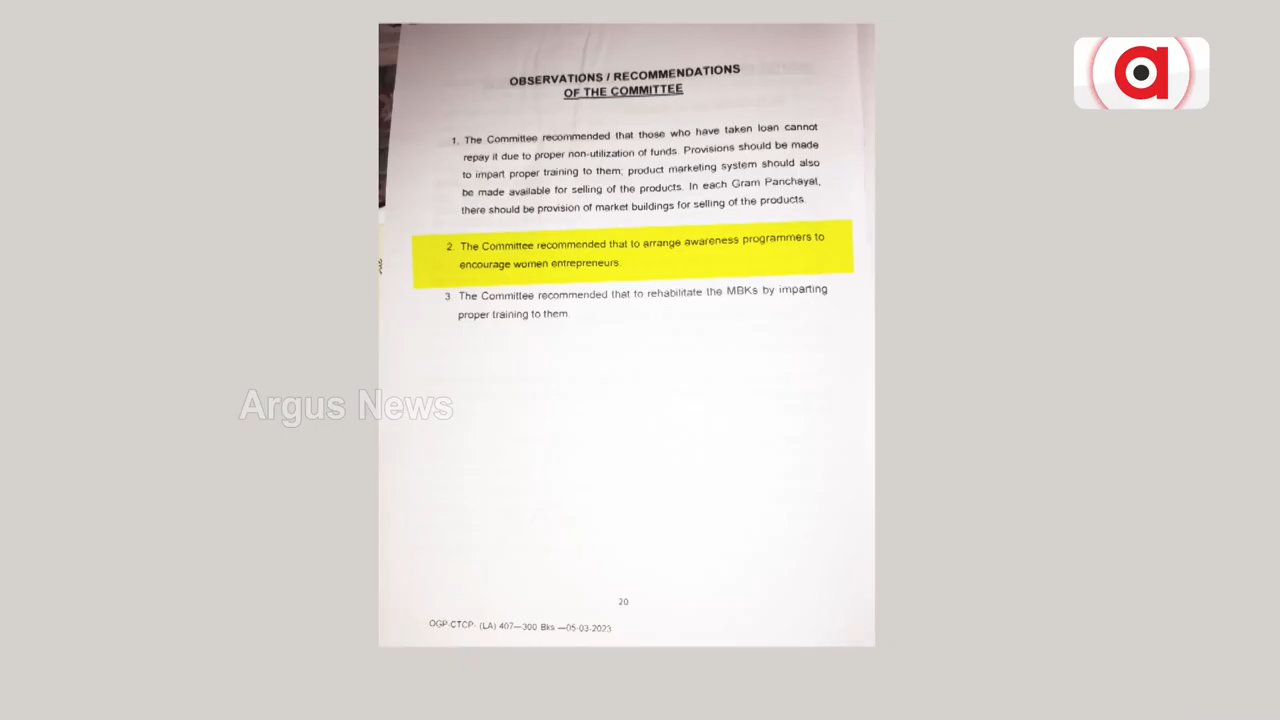 OBSERVATIONS / RECOMMENDATIONS
OF THE COMMITTEE
1. The Committee recommended that those who have taken loan cannot
repay it due to proper non-utilization of funds. Provisions should be made
to impart proper training to them; product marketing system should also
be made available for selling of the products. In each Gram Panchayat,
there should be provision of market buildings for selling of the products.
2. The Committee recommended that to arrange awareness programmers to
encourage women entrepreneurs.
3 The Committee recommended that to rehabilitate the MBKs by imparting
proper training to them.
Argus News
20
OGP-CTCP- (LA) 407—300 Bks —05-03-2023
a